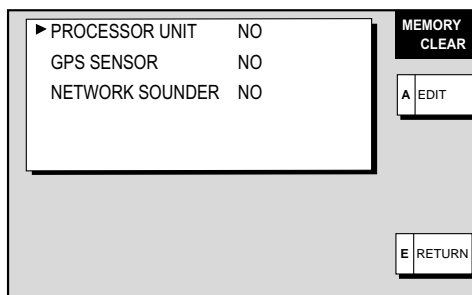 ▶ PROCESSOR UNIT NO
GPS SENSOR NO
NETWORK SOUNDER NO
MEMORY
CLEAR
A EDIT
E RETURN